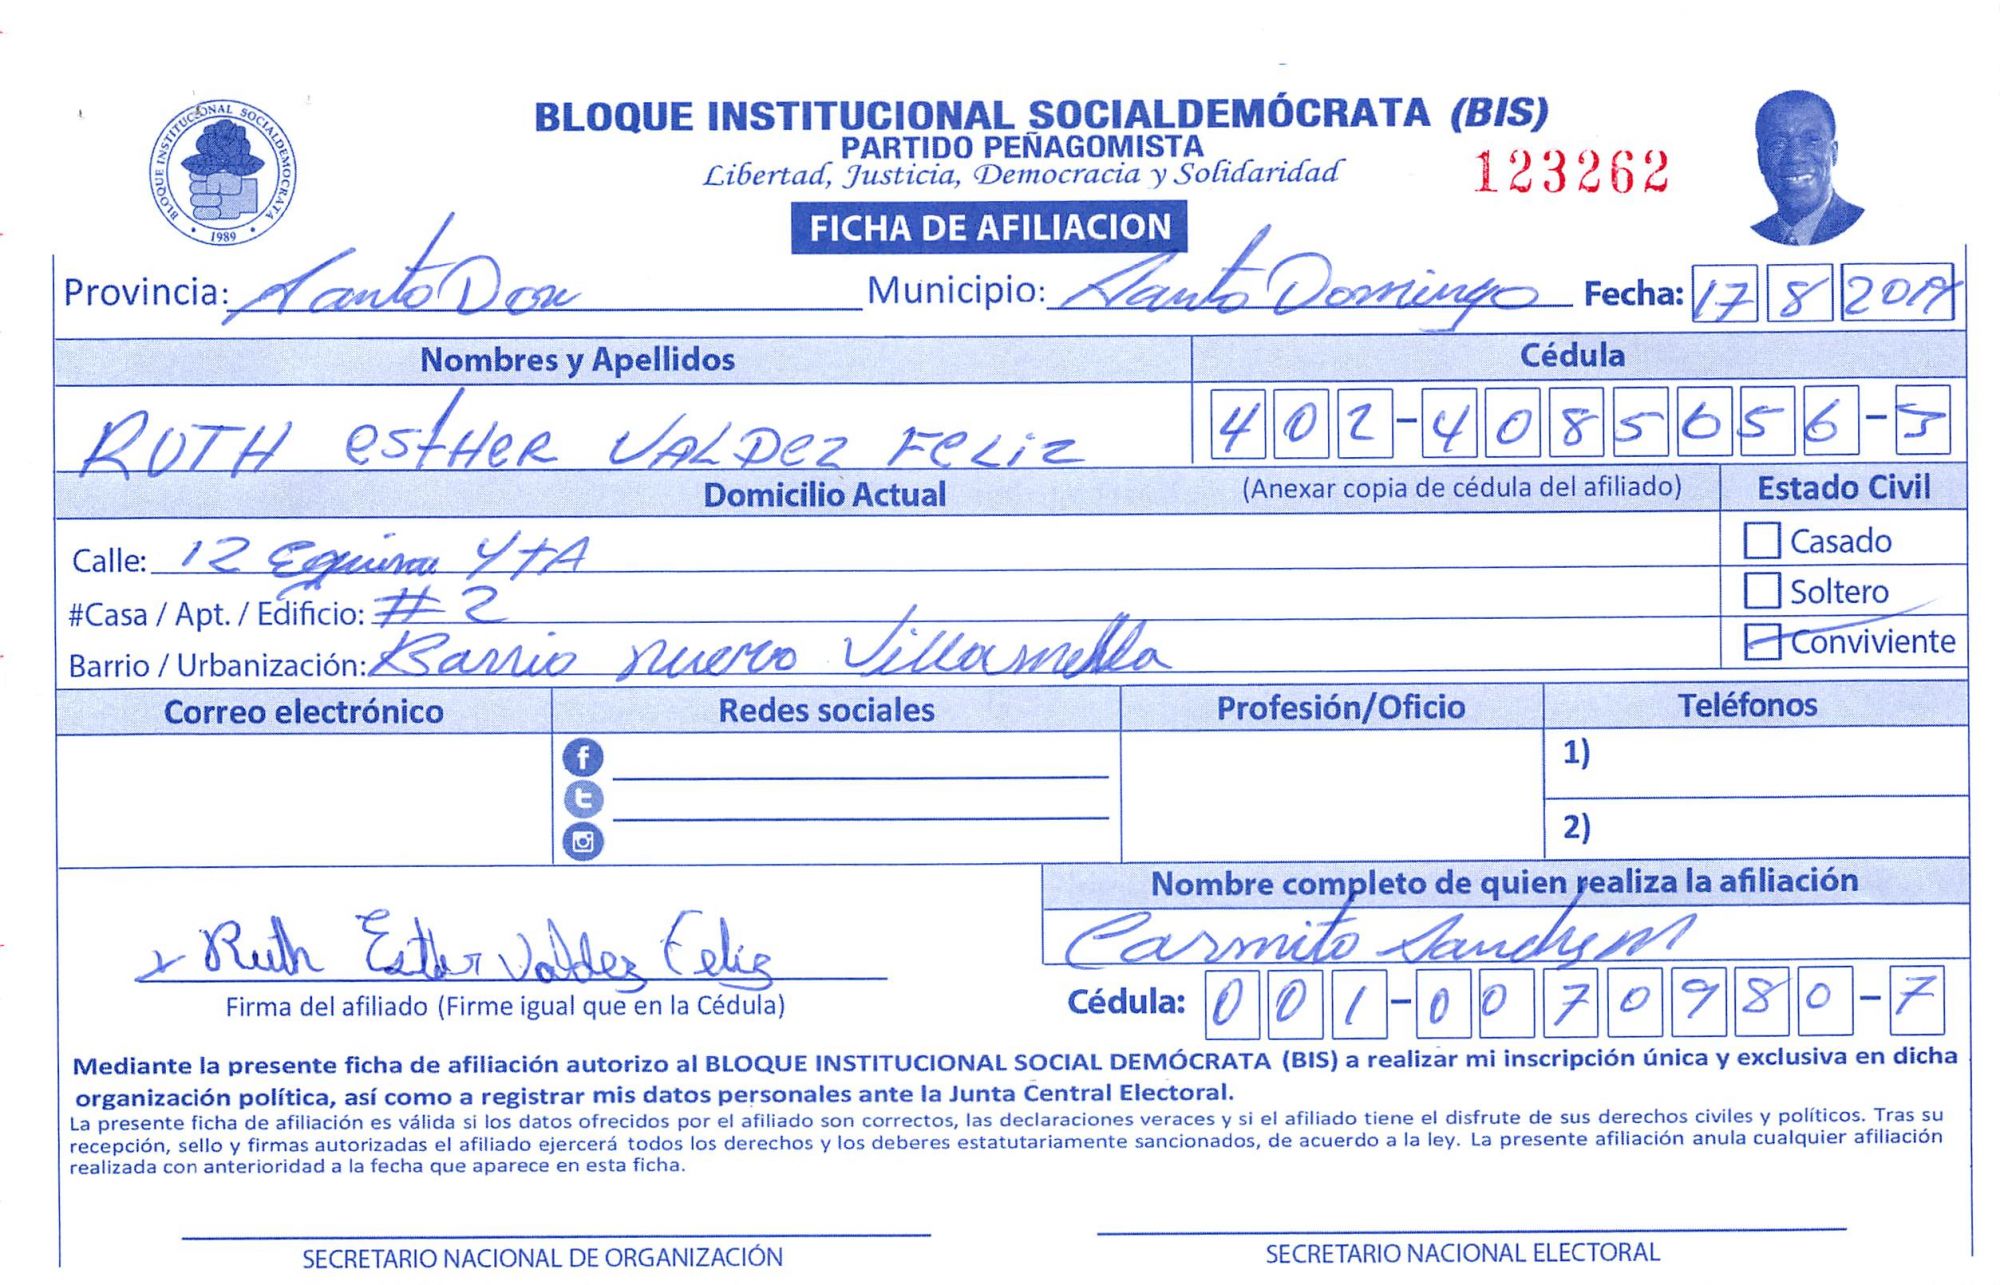 BLOQUE INSTITUCIONAL SOCIALDEMÓCRATA (BIS)
PARTIDO PEÑAGOMISTA
Libertad, Justicia, Democracia y Solidaridad
123262
BLOQUE INSTITUCIONAL SOCIALDEMOCRATA
1989
FICHA DE AFILIACION
Provincia: Santo Dom Municipio: Santo Domingo Fecha: 17 8
Nombres y Apellidos Cédula
RUTH ESTHER VALDEZ FELIZ 402-4085656-3
Domicilio Actual (Anexar copia de cédula del afiliado) Estado Civil
Calle: 12 Equina Casado
#Casa / Apt. / Edificio: #2 Soltero
Barrio / Urbanización: Barrio nuevo Villa mella Conviviente
Correo electrónico Redes sociales Profesión/Oficio Teléfonos
1)
2)
Nombre completo de quien realiza la afiliación
Carmito
x Ruth Esther Valdez Feliz
Firma del afiliado (Firme igual que en la Cédula) Cédula: 001-0070980-7
Mediante la presente ficha de afiliación autorizo al BLOQUE INSTITUCIONAL SOCIAL DEMÓCRATA (BIS) a realizar mi inscripción única y exclusiva en dicha
organización política, así como a registrar mis datos personales ante la Junta Central Electoral.
La presente ficha de afiliación es válida si los datos ofrecidos por el afiliado son correctos, las declaraciones veraces y si el afiliado tiene el disfrute de sus derechos civiles y políticos. Tras su
recepción, sello y firmas autorizadas el afiliado ejercerá todos los derechos y los deberes estatutariamente sancionados, de acuerdo a la ley. La presente afiliación anula cualquier afiliación
realizada con anterioridad a la fecha que aparece en esta ficha.
SECRETARIO NACIONAL DE ORGANIZACIÓN SECRETARIO NACIONAL ELECTORAL